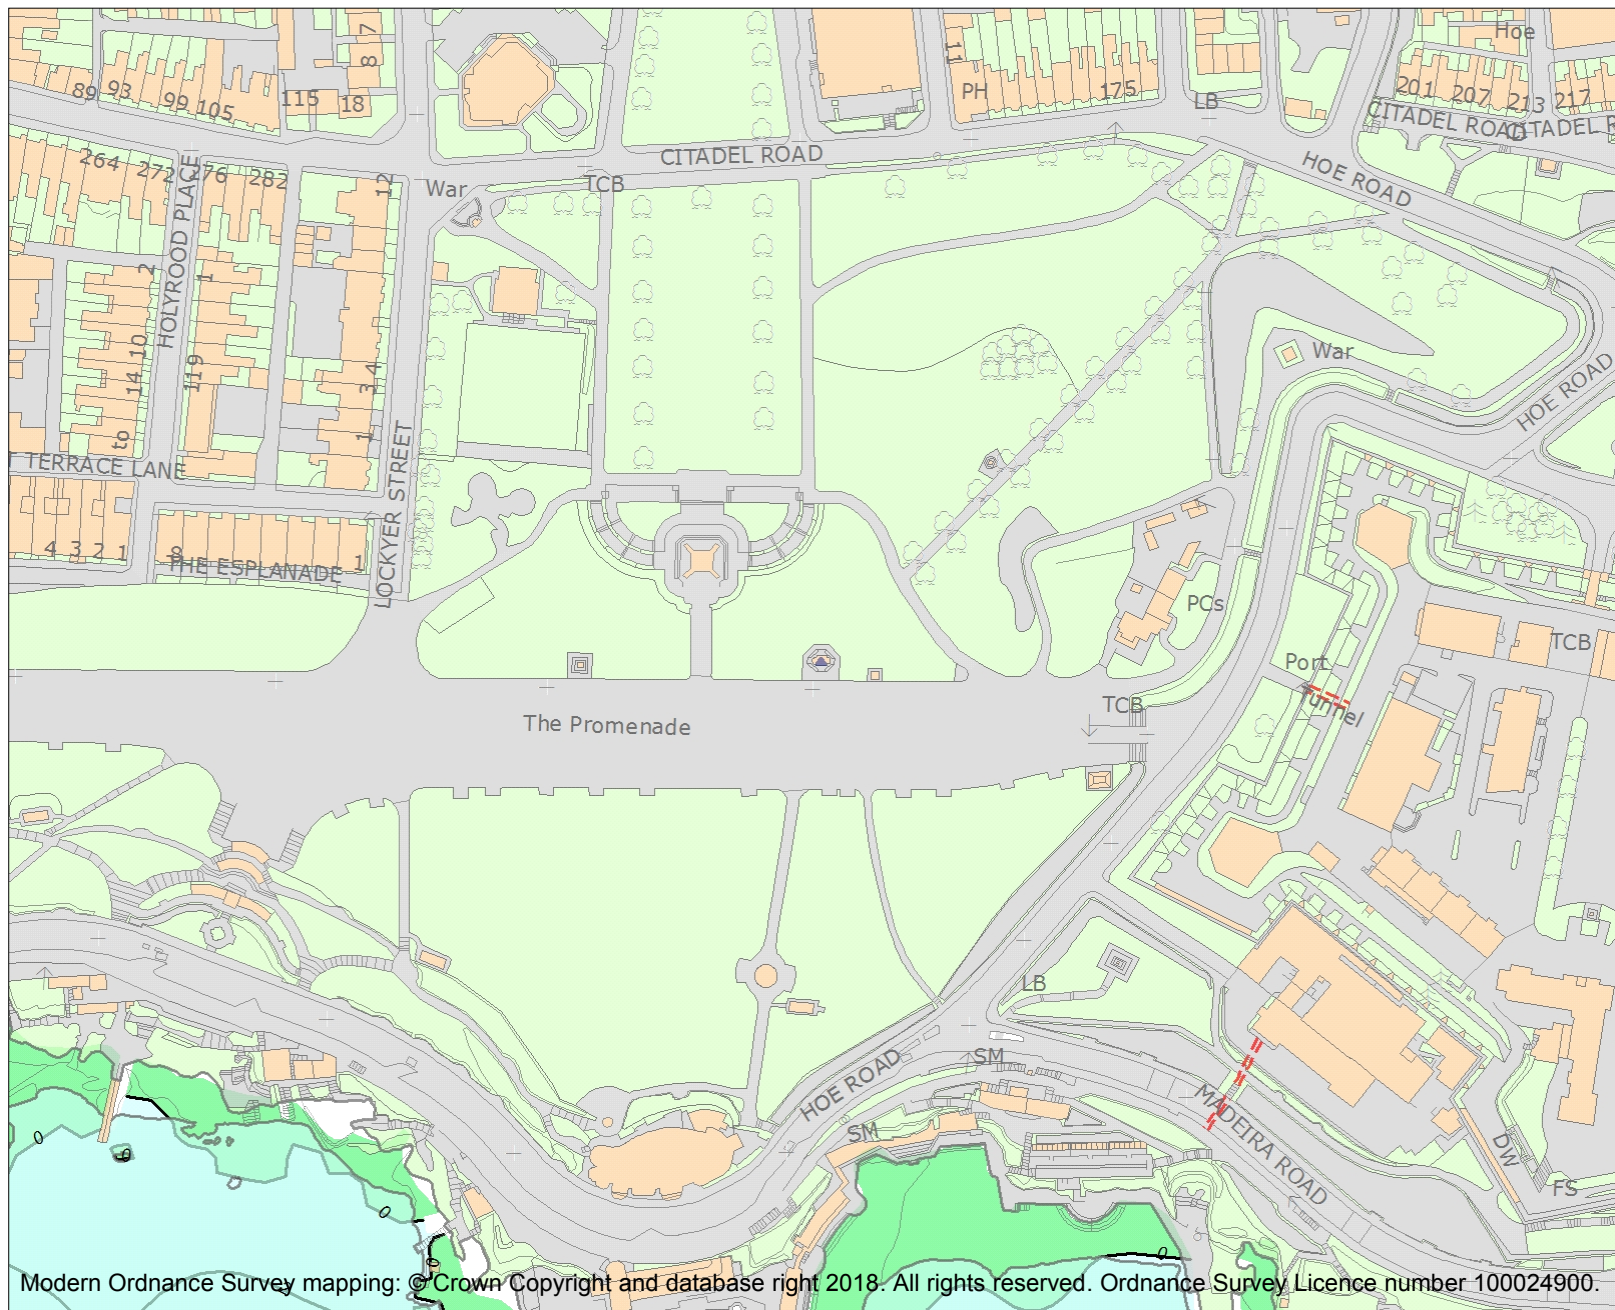 Hoe
7
8
11
89 93 99 105 115 18
PH 175 LB
201 207 213 217
CITADEL ROAD
CITADEL R
CITADEL ROAD
264 272 276 282 12
War TCB
HOE ROAD
HOLYROOD PLACE
2 1
14 10
to
119
3 4
1
War
HOE ROAD
T TERRACE LANE
LOCKYER STREET
4 3 2 1
1
THE ESPLANADE
PCs
TCB
Port
Tunnel
TCB
The Promenade
LB
SM
HOE ROAD
SM
MADEIRA ROAD
DW
FS
0
0
0
0
0
Modern Ordnance Survey mapping: © Crown Copyright and database right 2018. All rights reserved. Ordnance Survey Licence number 100024900.